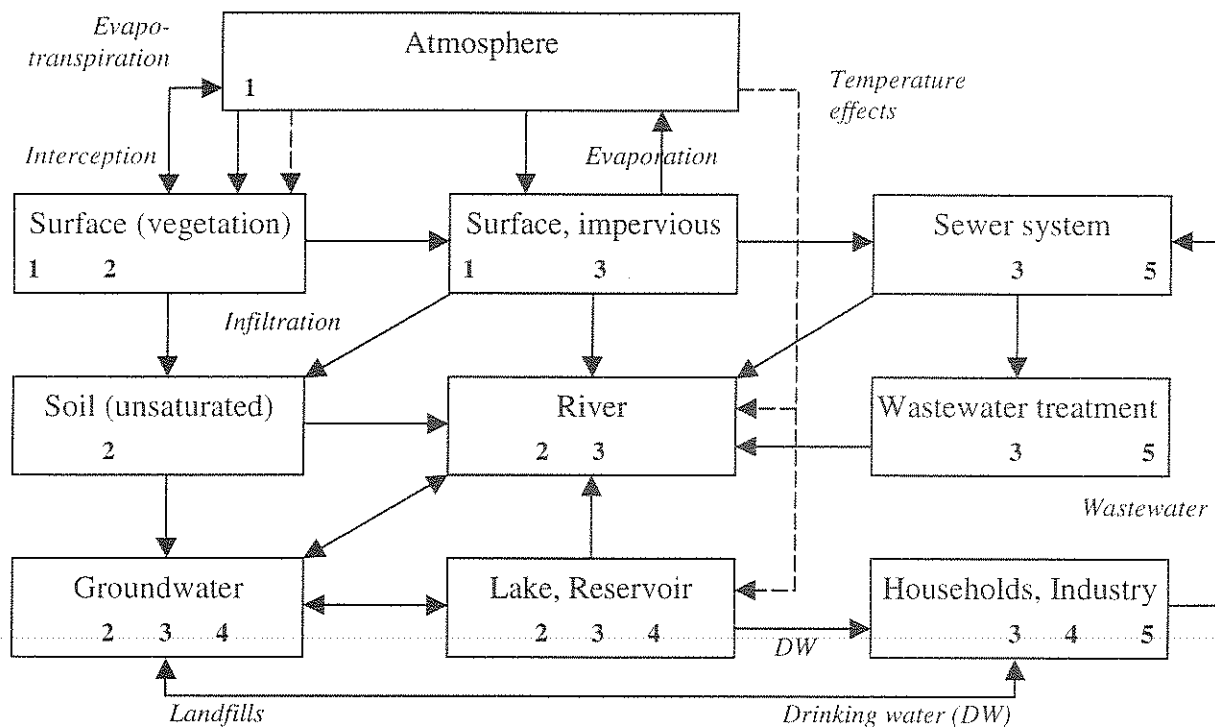 Evapo-
transpiration
Atmosphere
1
Temperature
effects
Interception
Evaporation
Surface (vegetation)
1 2
Surface, impervious
1 3
Sewer system
3 5
Infiltration
Soil (unsaturated)
2
River
2 3
Wastewater treatment
3 5
Wastewater
Groundwater
2 3 4
Lake, Reservoir
2 3 4
Households, Industry
3 4 5
DW
Landfills
Drinking water (DW)